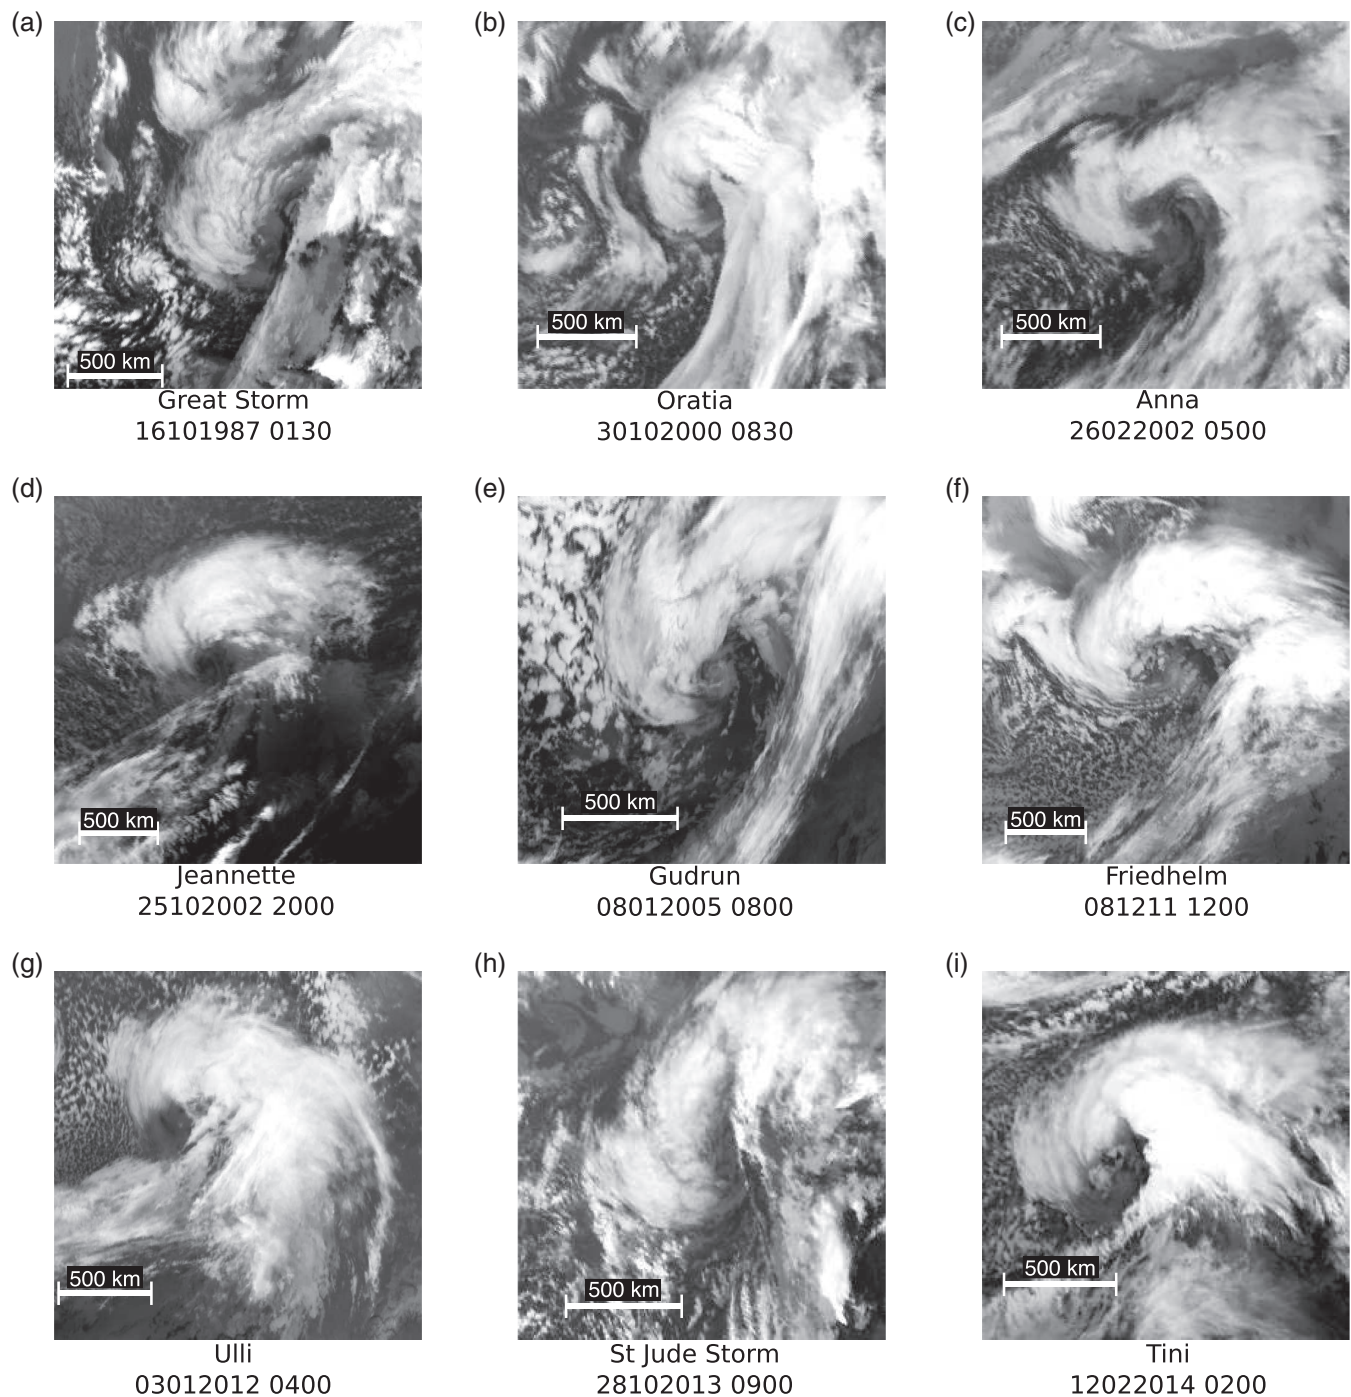 (a)
(b)
(c)
500 km
500 km
500 km
Great Storm
16101987 0130
Oratia
30102000 0830
Anna
26022002 0500
(d)
(e)
(f)
500 km
500 km
500 km
Jeannette
25102002 2000
Gudrun
08012005 0800
Friedhelm
081211 1200
(g)
(h)
(i)
500 km
500 km
500 km
Ulli
03012012 0400
St Jude Storm
28102013 0900
Tini
12022014 0200